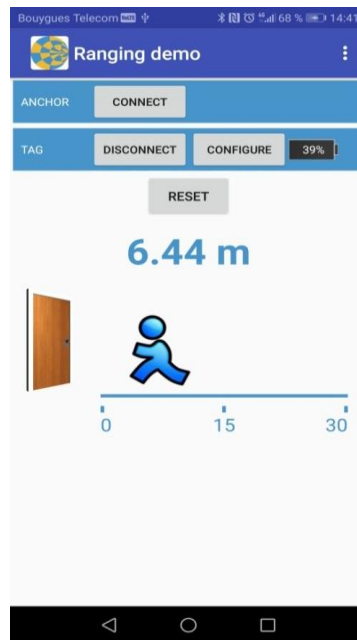 Bouygues Telecom 68 % 14:41
Ranging demo
ANCHOR CONNECT
TAG DISCONNECT CONFIGURE 39%
RESET
6.44 m
0 15 30